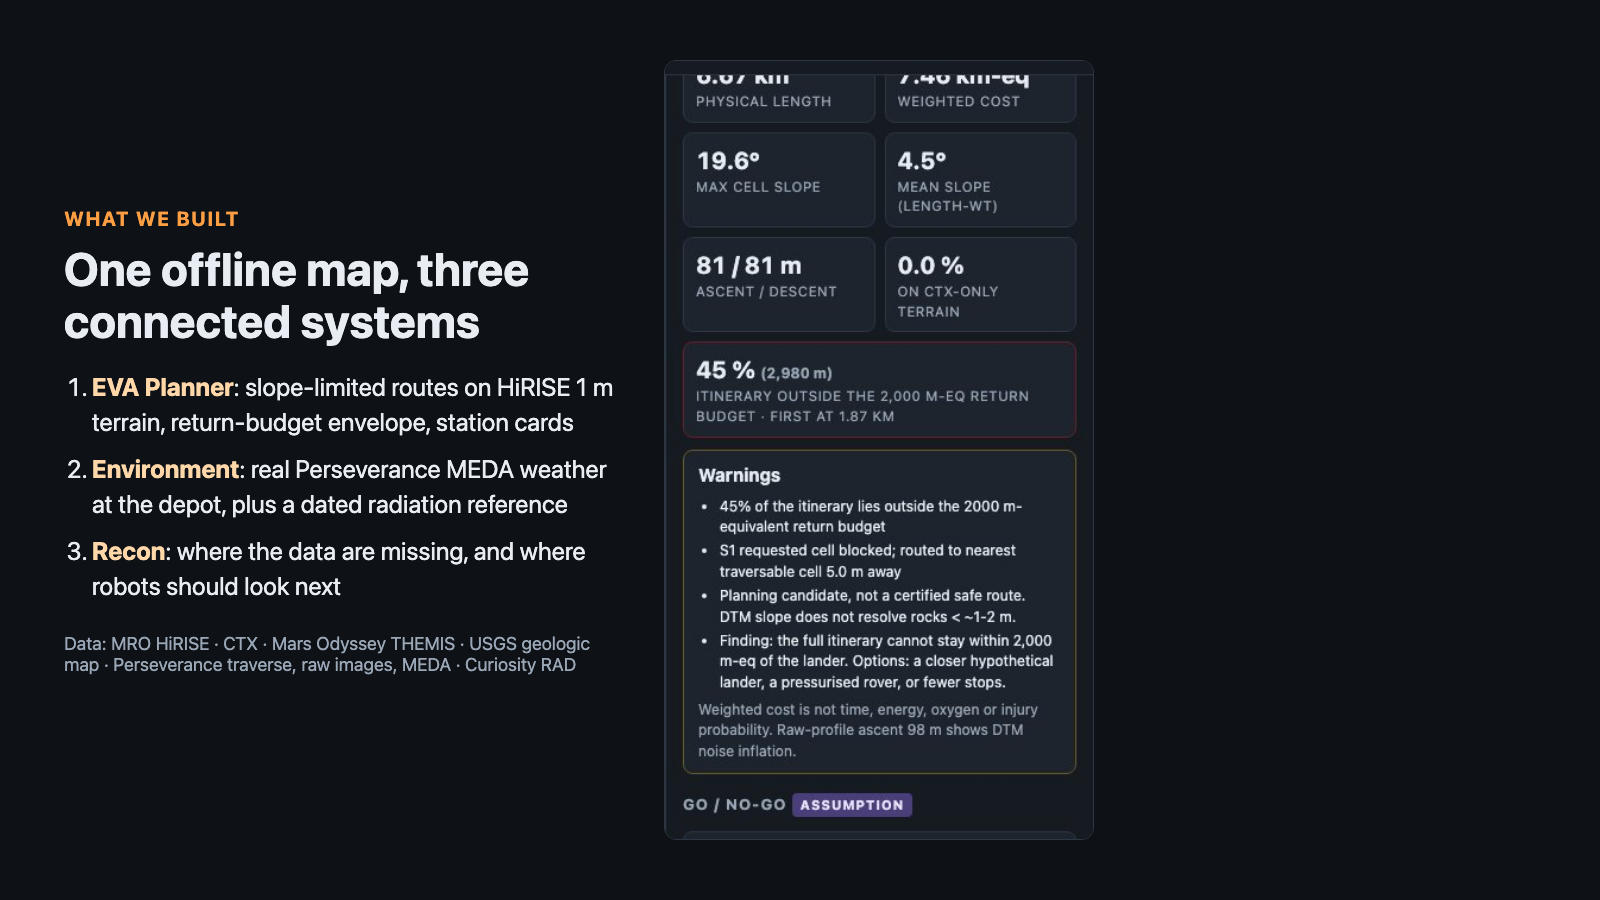 WHAT WE BUILT
One offline map, three
connected systems
1. EVA Planner: slope-limited routes on HiRISE 1 m
terrain, return-budget envelope, station cards
2. Environment: real Perseverance MEDA weather
at the depot, plus a dated radiation reference
3. Recon: where the data are missing, and where
robots should look next
Data: MRO HiRISE · CTX · Mars Odyssey THEMIS · USGS geologic
map · Perseverance traverse, raw images, MEDA · Curiosity RAD
6.67 km
PHYSICAL LENGTH
7.46 km-eq
WEIGHTED COST
19.6°
MAX CELL SLOPE
4.5°
MEAN SLOPE
(LENGTH-WT)
81 / 81 m
ASCENT / DESCENT
0.0 %
ON CTX-ONLY
TERRAIN
45 % (2,980 m)
ITINERARY OUTSIDE THE 2,000 M-EQ RETURN
BUDGET · FIRST AT 1.87 KM
Warnings
• 45% of the itinerary lies outside the 2000 m-
equivalent return budget
• S1 requested cell blocked; routed to nearest
traversable cell 5.0 m away
• Planning candidate, not a certified safe route.
DTM slope does not resolve rocks < ~1-2 m.
• Finding: the full itinerary cannot stay within 2,000
m-eq of the lander. Options: a closer hypothetical
lander, a pressurised rover, or fewer stops.
Weighted cost is not time, energy, oxygen or injury
probability. Raw-profile ascent 98 m shows DTM
noise inflation.
GO / NO-GO ASSUMPTION